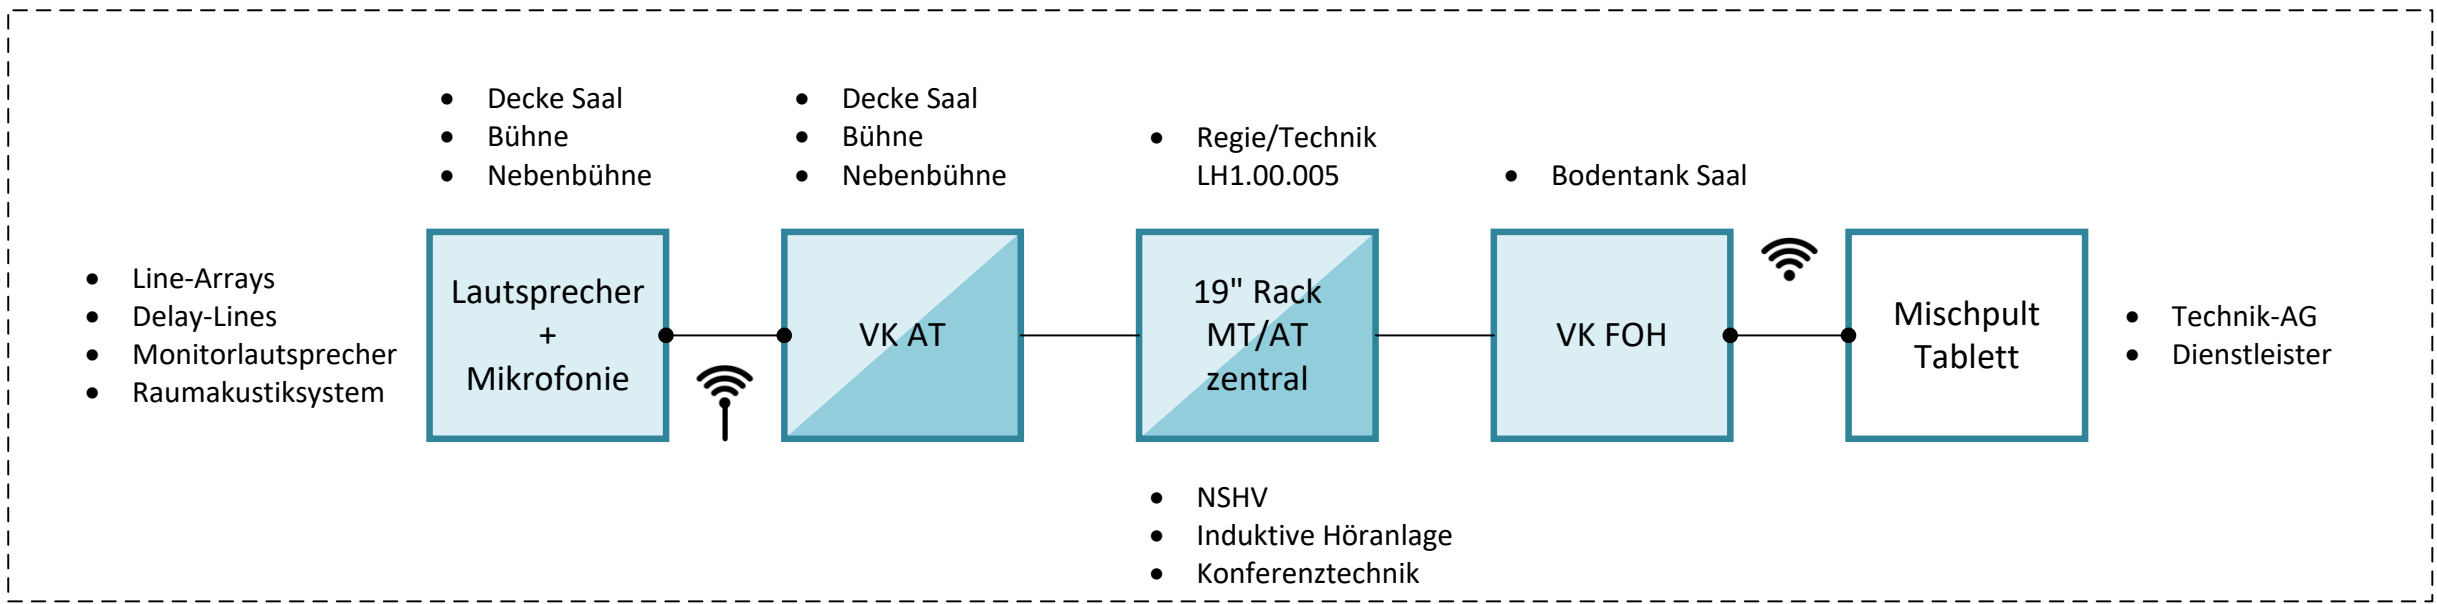 • Decke Saal
• Bühne
• Nebenbühne
• Decke Saal
• Bühne
• Nebenbühne
• Regie/Technik
LH1.00.005
• Bodentank Saal
• Line-Arrays
• Delay-Lines
• Monitorlautsprecher
• Raumakustiksystem
Lautsprecher
+
Mikrofonie
VK AT
19" Rack
MT/AT
zentral
VK FOH
Mischpult
Tablett
• Technik-AG
• Dienstleister
• NSHV
• Induktive Höranlage
• Konferenztechnik